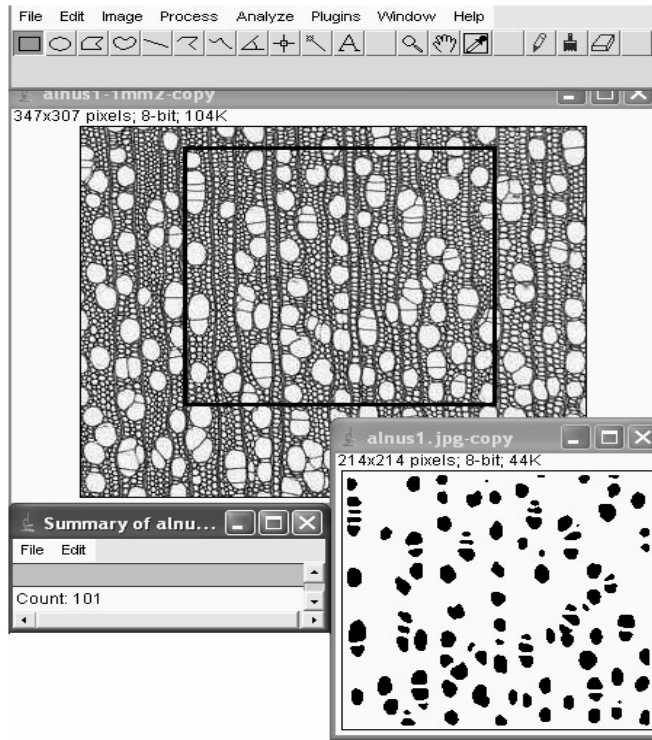 File Edit Image Process Analyze Plugins Window Help
alnus1-1mm2-copy
347x307 pixels; 8-bit; 104K
alnus1.jpg-copy
214x214 pixels; 8-bit; 44K
Summary of alnu...
File Edit
Count: 101